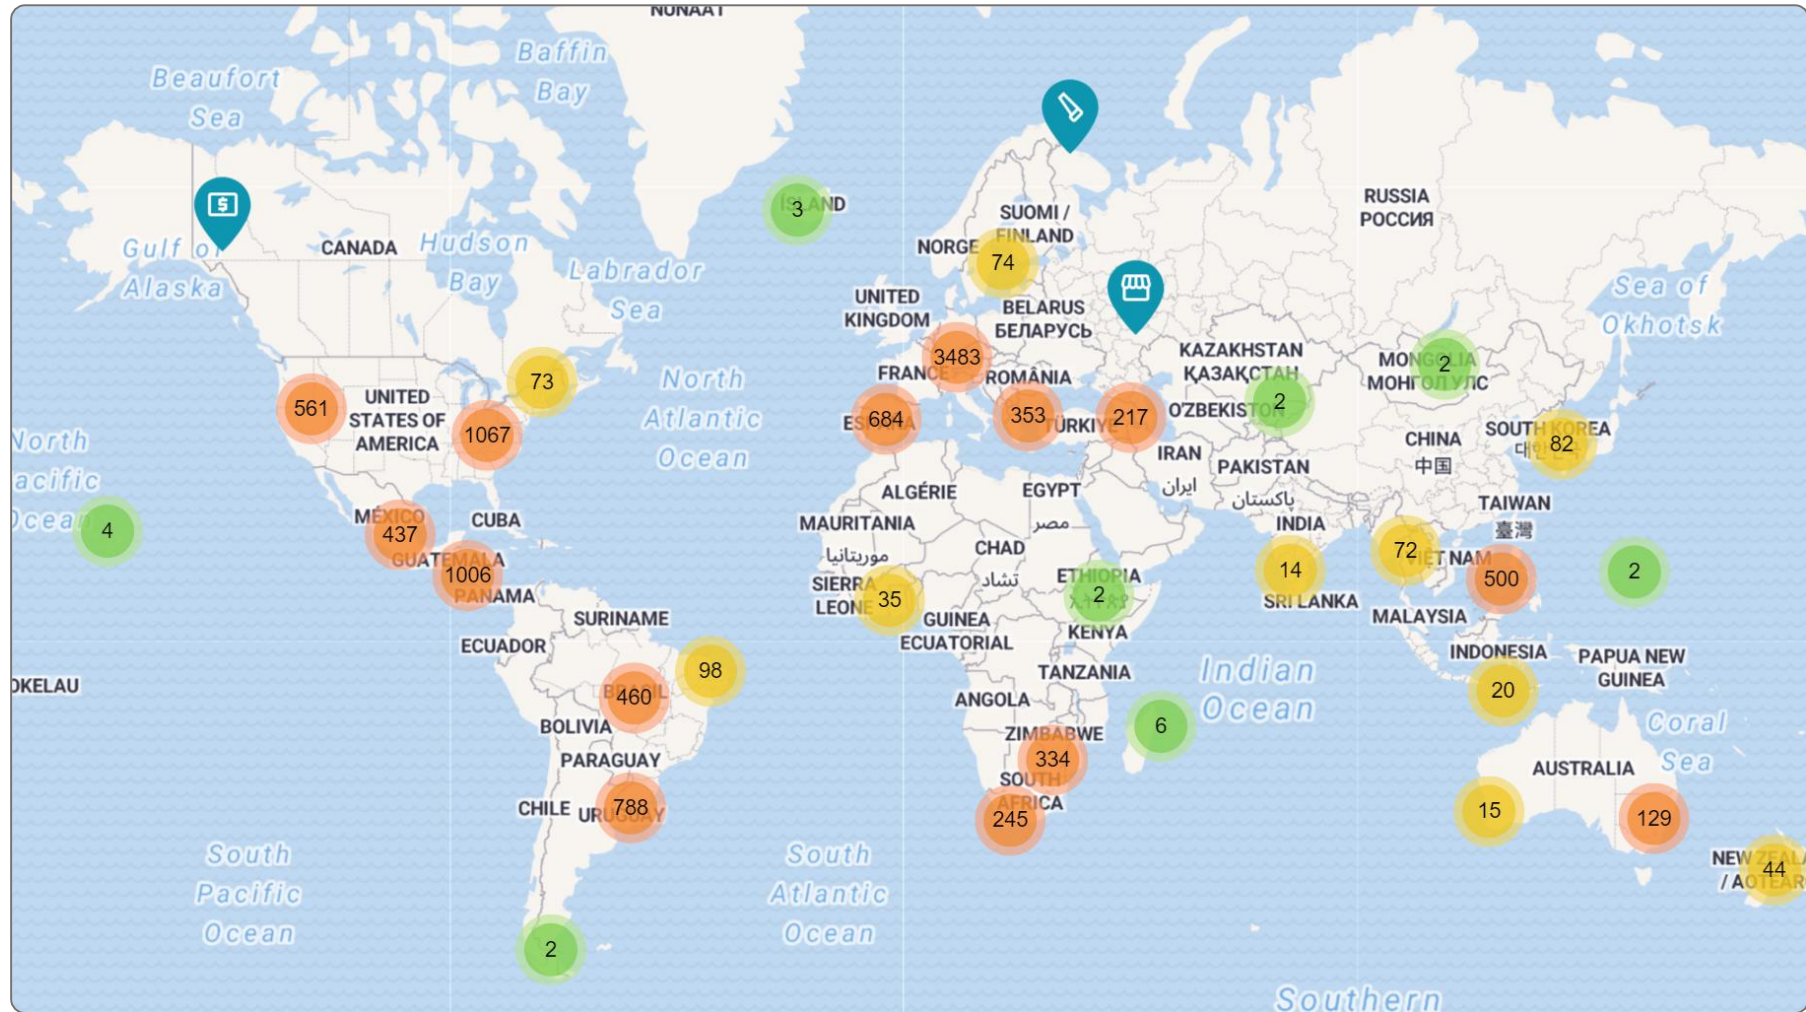 NUNAAT
Baffin
Bay
Beaufort
Sea
RUSSIA
РОССИЯ
3
SUOMI /
FINLAND
NORGE
74
CANADA
Hudson
Bay
Gulf of
Alaska
Labrador
Sea
Sea of
Okhotsk
UNITED
KINGDOM
BELARUS
БЕЛАРУСЬ
3483
FRANCE
ROMÂNIA
KAZAKHSTAN
ҚАЗАҚСТАН
2
MONGOLIA
МОНГОЛ УЛС
2
73
North
Atlantic
Ocean
561
UNITED
STATES OF
AMERICA
1067
684
353
TÜRKIYE
217
O'ZBEKISTON
SOUTH KOREA
82
CHINA
中国
North
Ocean
4
IRAN
ایران
PAKISTAN
پاکستان
ALGÉRIE
EGYPT
مصر
TAIWAN
臺灣
MÉXICO
437
CUBA
GUATEMALA
1006
PANAMA
MAURITANIA
موريتانيا
CHAD
تشاد
INDIA
14
SRI LANKA
72
VIỆT NAM
500
2
SIERRA
LEONE
35
ETHIOPIA
2
GUINEA
ECUATORIAL
KENYA
MALAYSIA
SURINAME
ECUADOR
98
BRASIL
460
TANZANIA
Indian
Ocean
INDONESIA
20
PAPUA NEW
GUINEA
BOLIVIA
ANGOLA
6
Coral
Sea
ZIMBABWE
334
PARAGUAY
SOUTH
AFRICA
245
AUSTRALIA
15
129
CHILE
URUGUAY
788
South
Pacific
Ocean
South
Atlantic
Ocean
NEW
44
2
Southern